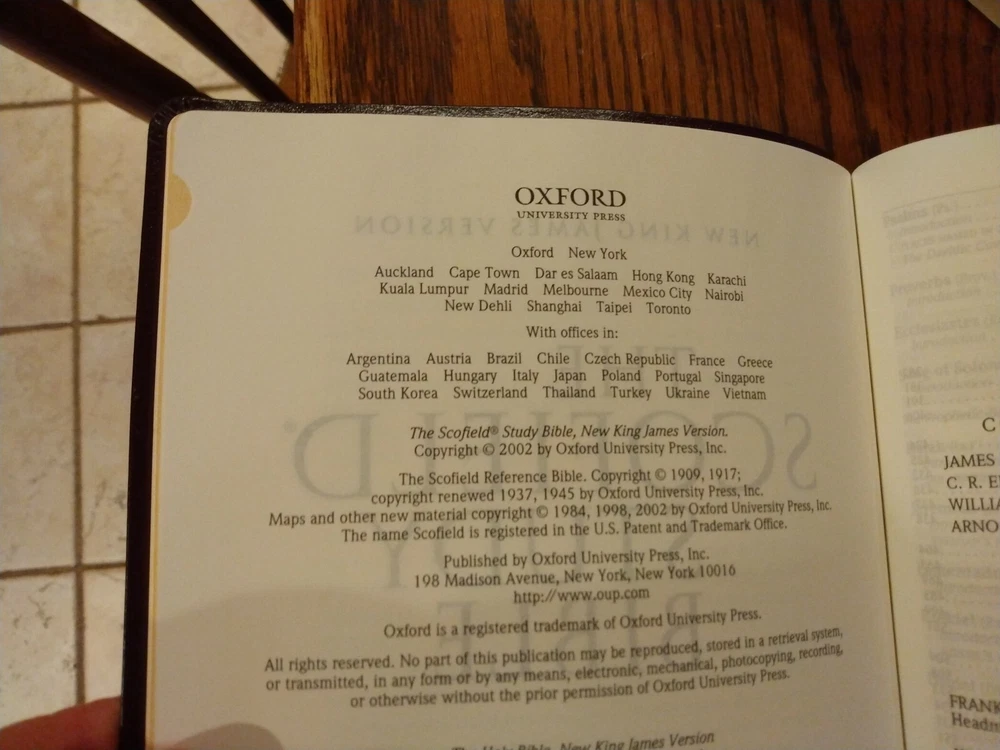 OXFORD
UNIVERSITY PRESS
Oxford New York
Auckland Cape Town Dar es Salaam Hong Kong Karachi
Kuala Lumpur Madrid Melbourne Mexico City Nairobi
New Dehli Shanghai Taipei Toronto
With offices in:
Argentina Austria Brazil Chile Czech Republic France Greece
Guatemala Hungary Italy Japan Poland Portugal Singapore
South Korea Switzerland Thailand Turkey Ukraine Vietnam
The Scofield® Study Bible, New King James Version.
Copyright © 2002 by Oxford University Press, Inc.
The Scofield Reference Bible. Copyright © 1909, 1917;
copyright renewed 1937, 1945 by Oxford University Press, Inc.
Maps and other new material copyright © 1984, 1998, 2002 by Oxford University Press, Inc.
The name Scofield is registered in the U.S. Patent and Trademark Office.
Published by Oxford University Press, Inc.
198 Madison Avenue, New York, New York 10016
http://www.oup.com
Oxford is a registered trademark of Oxford University Press.
All rights reserved. No part of this publication may be reproduced, stored in a retrieval system,
or transmitted, in any form or by any means, electronic, mechanical, photocopying, recording,
or otherwise without the prior permission of Oxford University Press.
The Holy Bible, New King James Version
C
JAMES
C. R. E
WILLIA
ARNO
FRANK
Headm